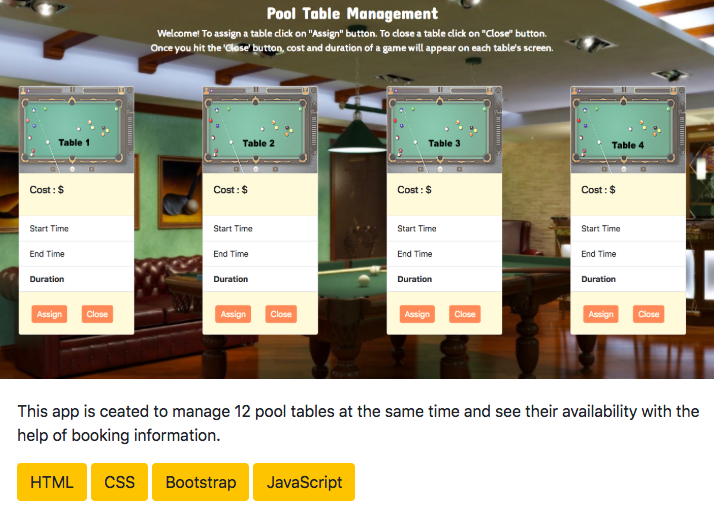 Pool Table Management
Welcome! To assign a table click on "Assign" button. To close a table click on "Close" button.
Once you hit the 'Close' button, cost and duration of a game will appear on each table's screen.
Table 1
Cost : $
Start Time
End Time
Duration
Assign Close
Table 2
Cost : $
Start Time
End Time
Duration
Assign Close
Table 3
Cost : $
Start Time
End Time
Duration
Assign Close
Table 4
Cost : $
Start Time
End Time
Duration
Assign Close
This app is ceated to manage 12 pool tables at the same time and see their availability with the
help of booking information.
HTML CSS Bootstrap JavaScript